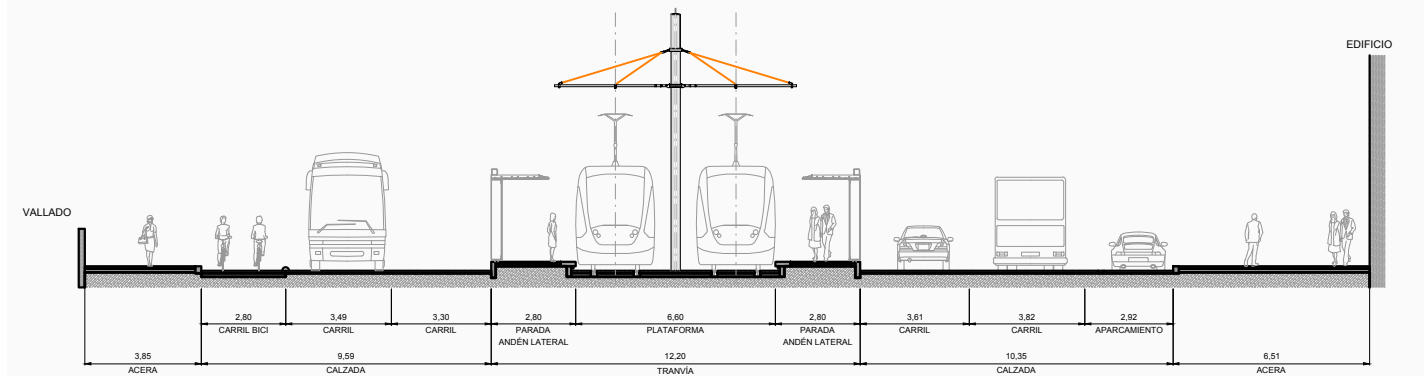 EDIFICIO
VALLADO
2,80 3,49 3,30 2,80 6,60 2,80 3,61 3,82 2,92
CARRIL BICI CARRIL CARRIL PARADA PLATAFORMA PARADA CARRIL CARRIL APARCAMIENTO
ANDÉN LATERAL ANDÉN LATERAL
3,85 9,59 12,20 10,35 6,51
ACERA CALZADA TRANVÍA CALZADA ACERA